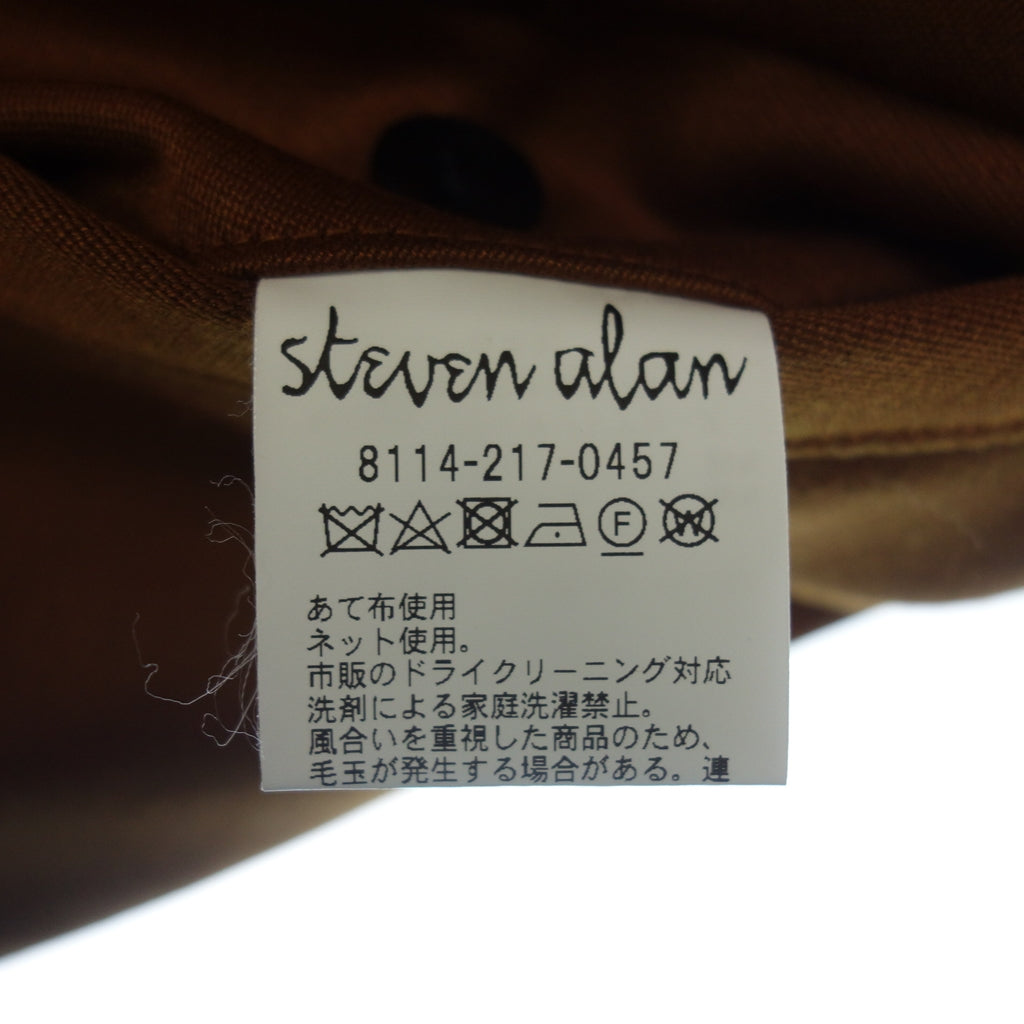 steven alan
8114-217-0457
F
W
あて布使用
ネット使用。
市販のドライクリーニング対応
洗剤による家庭洗濯禁止。
風合いを重視した商品のため、
毛玉が発生する場合がある。連